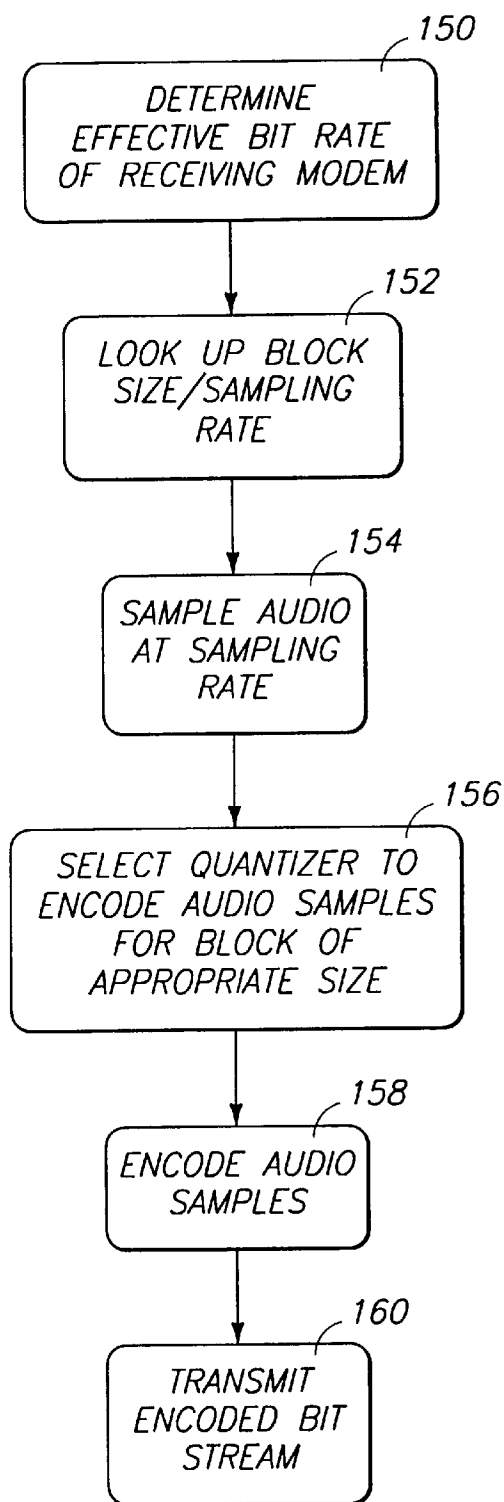 150
DETERMINE
EFFECTIVE BIT RATE
OF RECEIVING MODEM
152
LOOK UP BLOCK
SIZE/SAMPLING
RATE
154
SAMPLE AUDIO
AT SAMPLING
RATE
156
SELECT QUANTIZER TO
ENCODE AUDIO SAMPLES
FOR BLOCK OF
APPROPRIATE SIZE
158
ENCODE AUDIO
SAMPLES
160
TRANSMIT
ENCODED BIT
STREAM